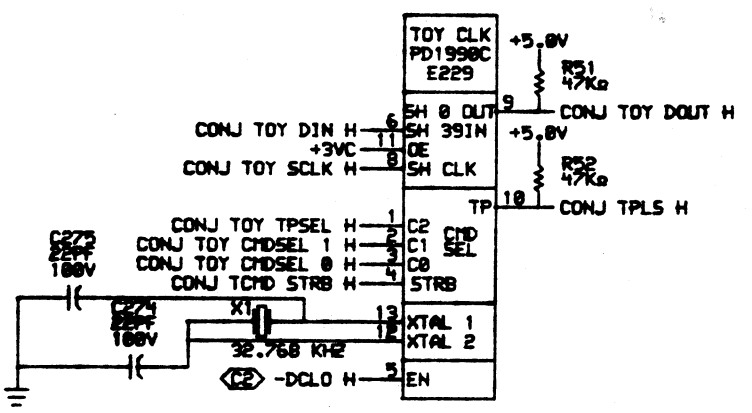 TOY CLK
PD1990C
E229
+5.0V
R51
47KΩ
SH 0 OUT 9 CONJ TOY DOUT H
CONJ TOY DIN H 6 SH 39IN
+5.0V
+3VC 11 OE
CONJ TOY SCLK H 8 SH CLK
R52
47KΩ
TP 10 CONJ TPLS H
CONJ TOY TPSEL H 1 C2
CMD
SEL
CONJ TOY CMDSEL 1 H 2 C1
CONJ TOY CMDSEL 0 H 3 C0
CONJ TCMD STRB H 4 STRB
C275
22PF
100V
C274
22PF
100V
X1
32.768 KHZ
13 XTAL 1
XTAL 2
C2 -DCLO H 5 EN